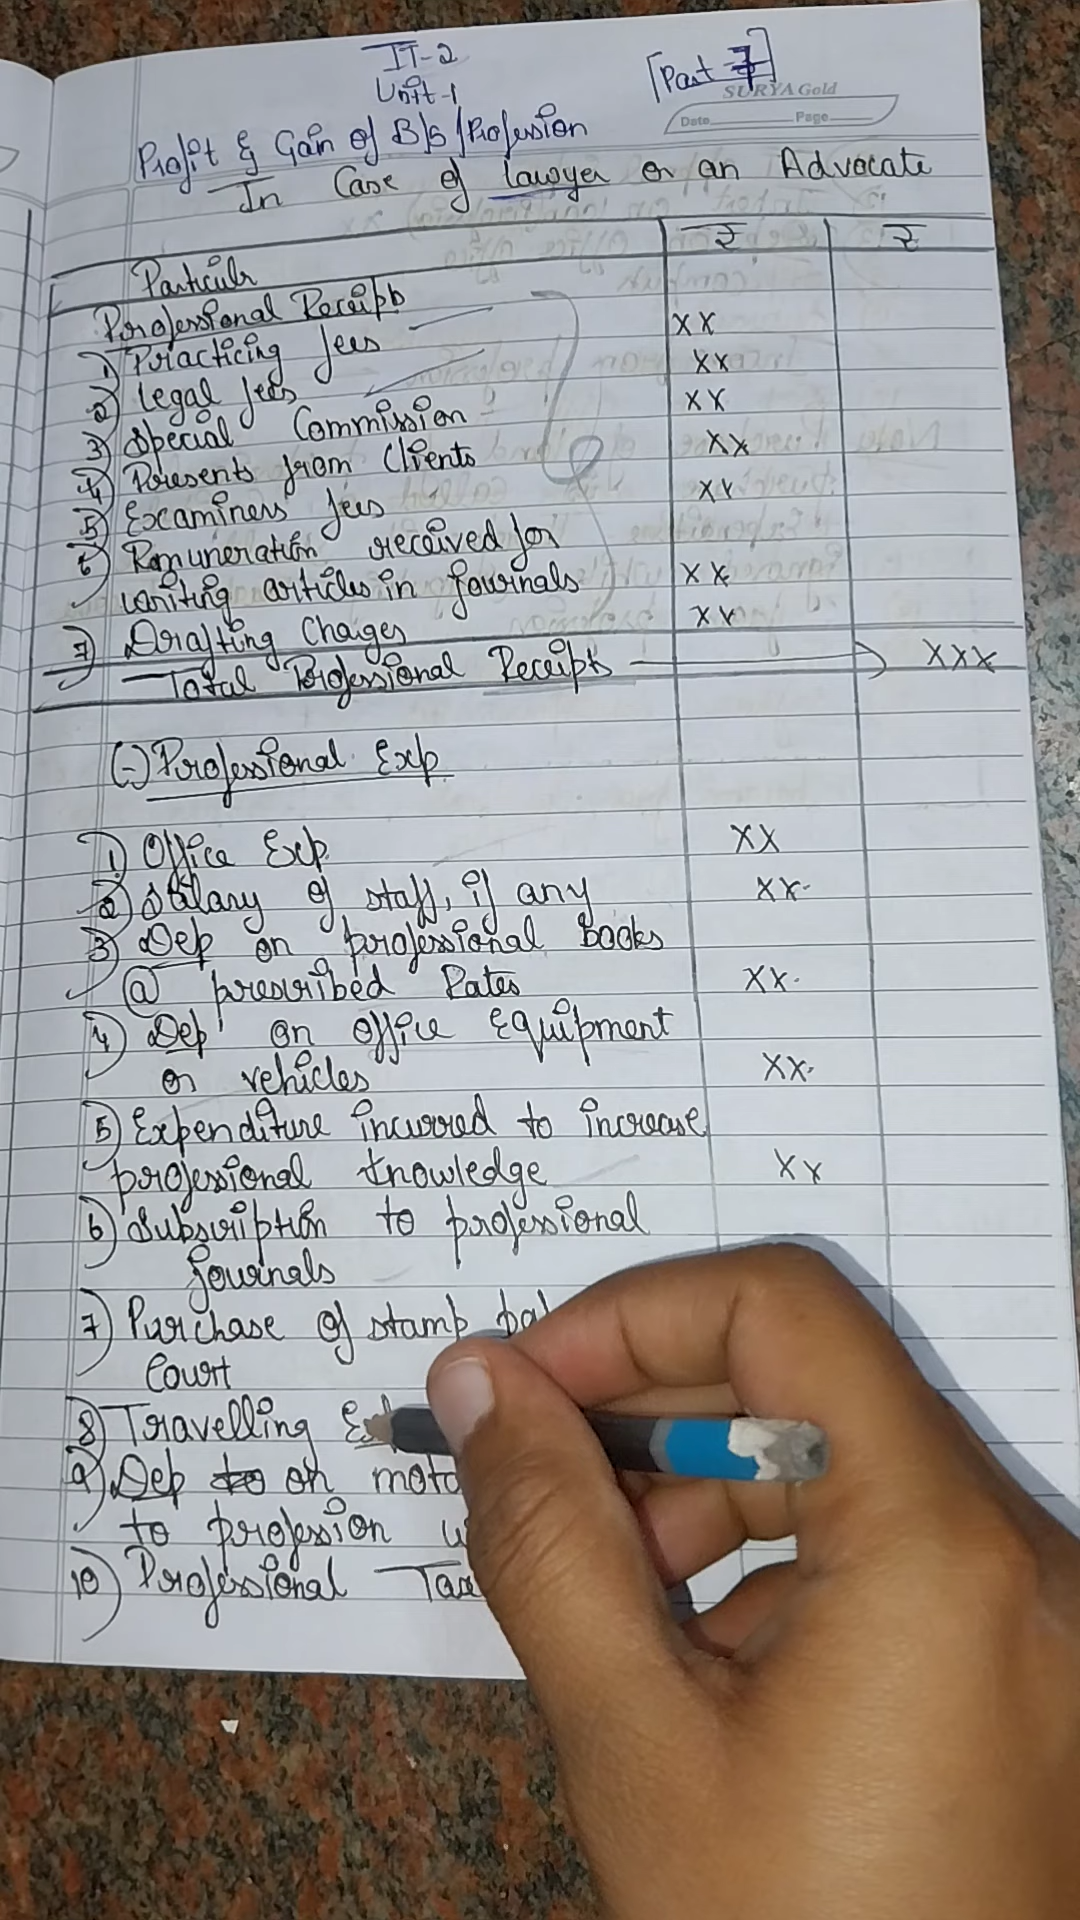 IT-2
Unit-1
[Part-7]
SURYA Gold
Date Page
Profit & Gain of B/s/Profession
In Case of Lawyer or an Advocate
Particulr ₹ ₹
Professional Receipts
1) Practicing fees xx
2) Legal fees xx
3) Special Commission xx
4) Presents from Clients xx
5) Examiners fees xx
6) Remuneration received for
writing articles in Journals xx
7) Drafting Charges xx
Total Professional Receipts → xxx
(-) Professional Exp
1) Office Exp xx
2) Salary of staff, if any xx
3) Dep on professional books
@ prescribed Rates xx
4) Dep on office Equipment
or vehicles xx
5) Expenditure incurred to increase
professional knowledge xx
6) Subscription to professional
Journals
7) Purchase of stamp
Court
8) Travelling
9) Dep to on
to profession
10) Professional Tax